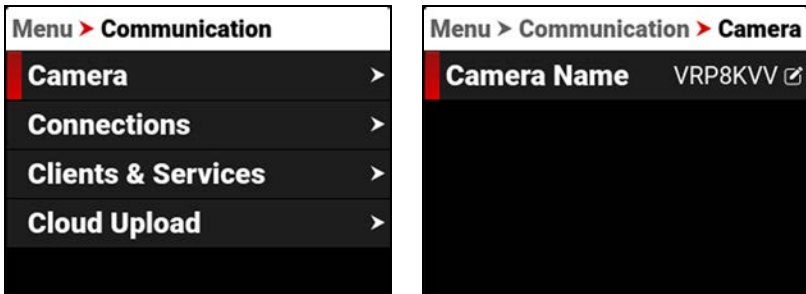 Menu > Communication
Camera
Connections
Clients & Services
Cloud Upload
Menu > Communication > Camera
Camera Name VRP8KVV